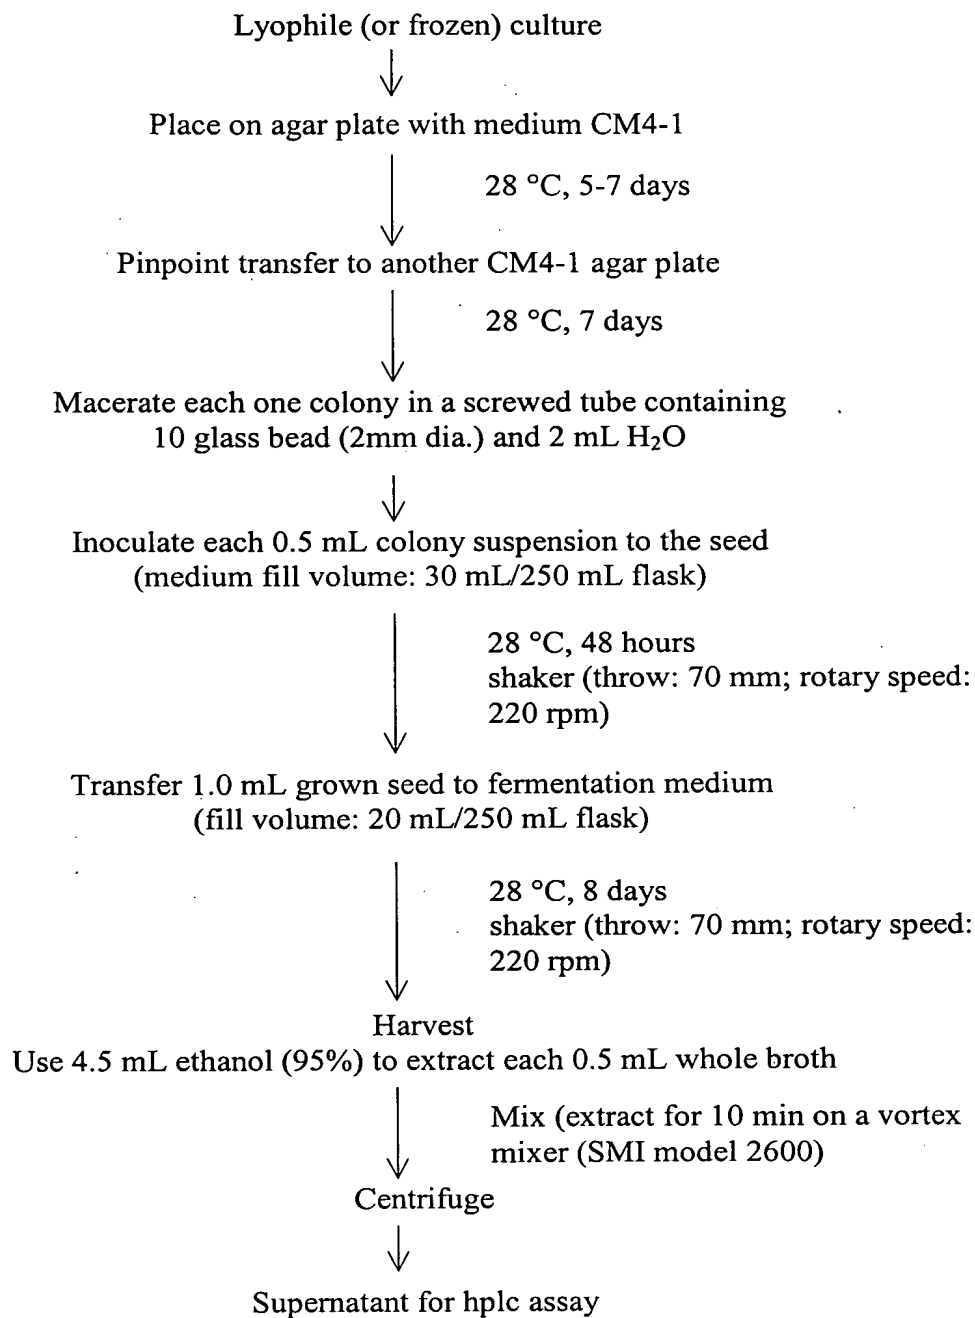 Lyophile (or frozen) culture
Place on agar plate with medium CM4-1
28 °C, 5-7 days
Pinpoint transfer to another CM4-1 agar plate
28 °C, 7 days
Macerate each one colony in a screwed tube containing
10 glass bead (2mm dia.) and 2 mL H₂O
Inoculate each 0.5 mL colony suspension to the seed
(medium fill volume: 30 mL/250 mL flask)
28 °C, 48 hours
shaker (throw: 70 mm; rotary speed:
220 rpm)
Transfer 1.0 mL grown seed to fermentation medium
(fill volume: 20 mL/250 mL flask)
28 °C, 8 days
shaker (throw: 70 mm; rotary speed:
220 rpm)
Harvest
Use 4.5 mL ethanol (95%) to extract each 0.5 mL whole broth
Mix (extract for 10 min on a vortex
mixer (SMI model 2600)
Centrifuge
Supernatant for hplc assay